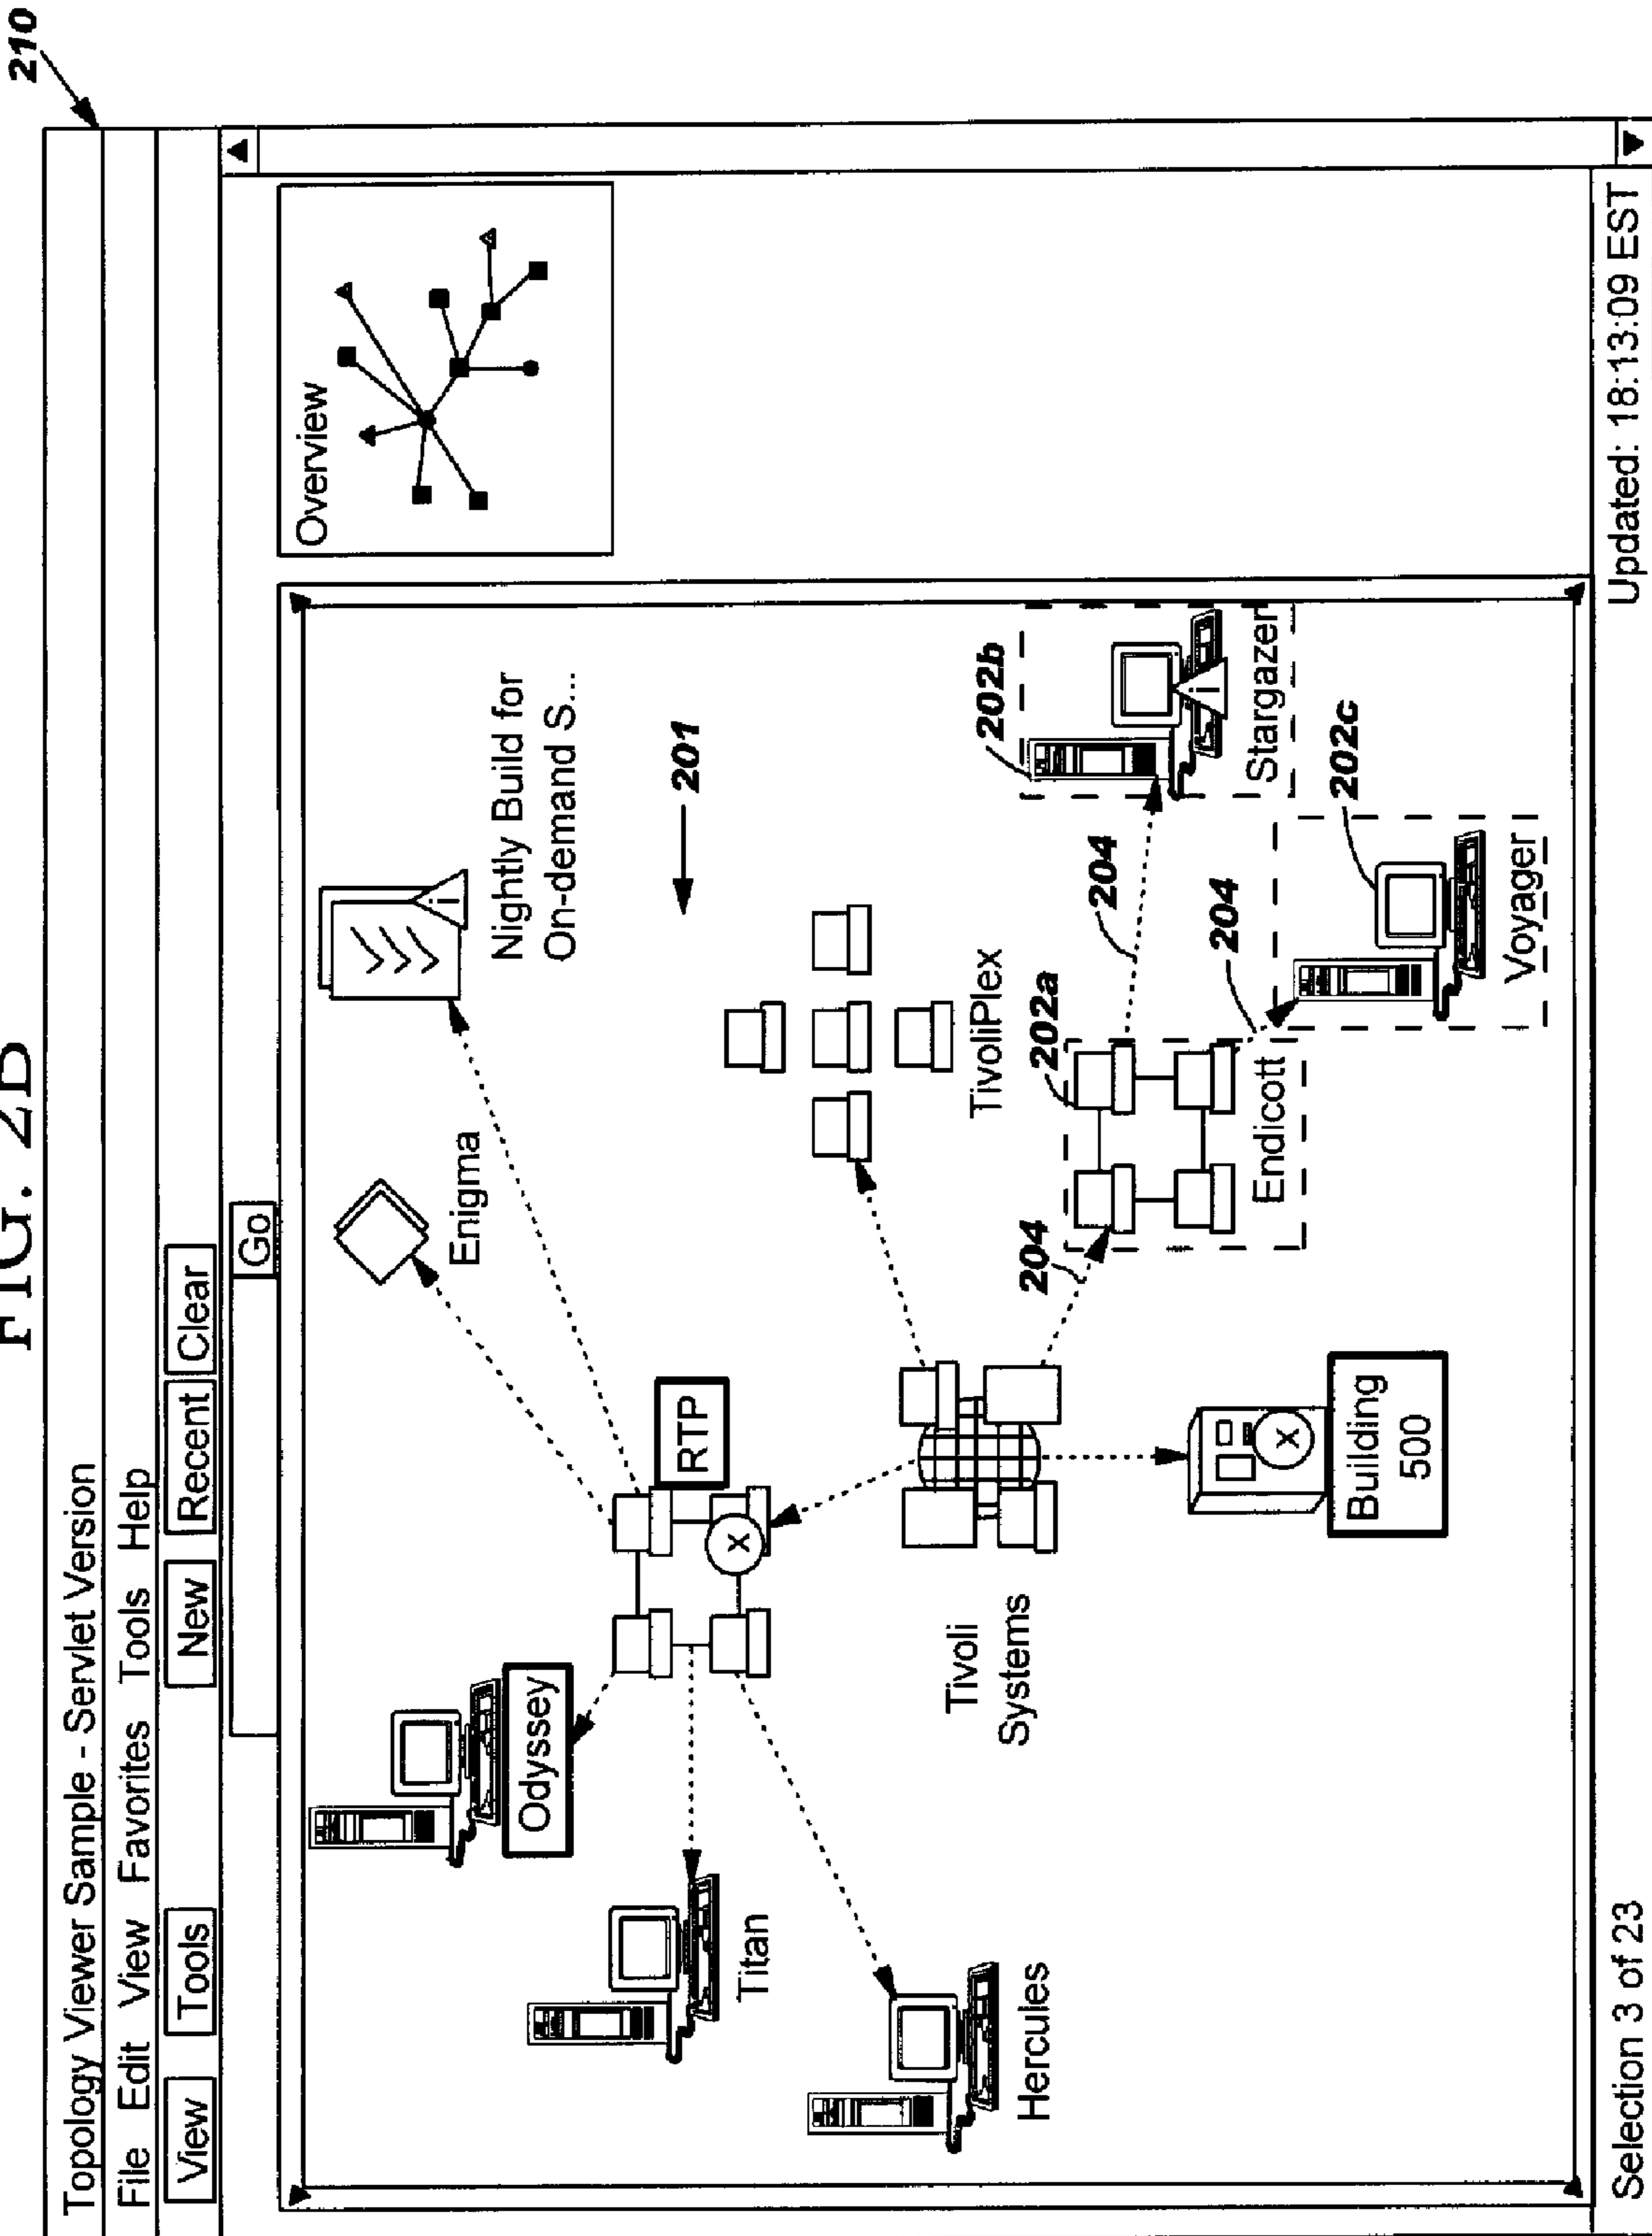 FIG. 2B
210
Topology Viewer Sample - Servlet Version
File Edit View Favorites Tools Help
View Tools New Recent Clear
Go
Overview
Odyssey
Enigma
Nightly Build for
On-demand S...
Titan
RTP
201
Hercules
Tivoli
Systems
TivoliPlex
202b
204
202a
204
Stargazer
Endicott
204
202c
Building
500
Voyager
Selection 3 of 23
Updated: 18:13:09 EST